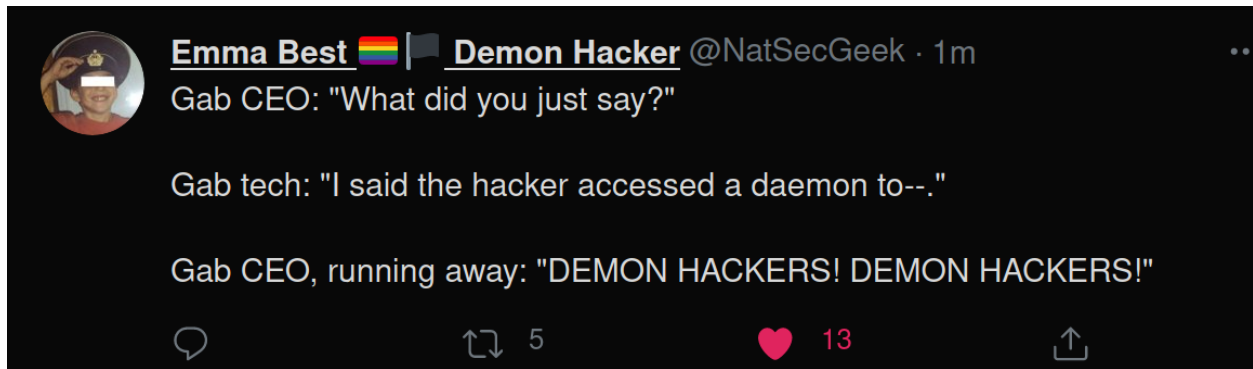 Emma Best 🏳️‍🌈🏴 Demon Hacker @NatSecGeek · 1m
Gab CEO: "What did you just say?"
Gab tech: "I said the hacker accessed a daemon to--."
Gab CEO, running away: "DEMON HACKERS! DEMON HACKERS!"
5 13